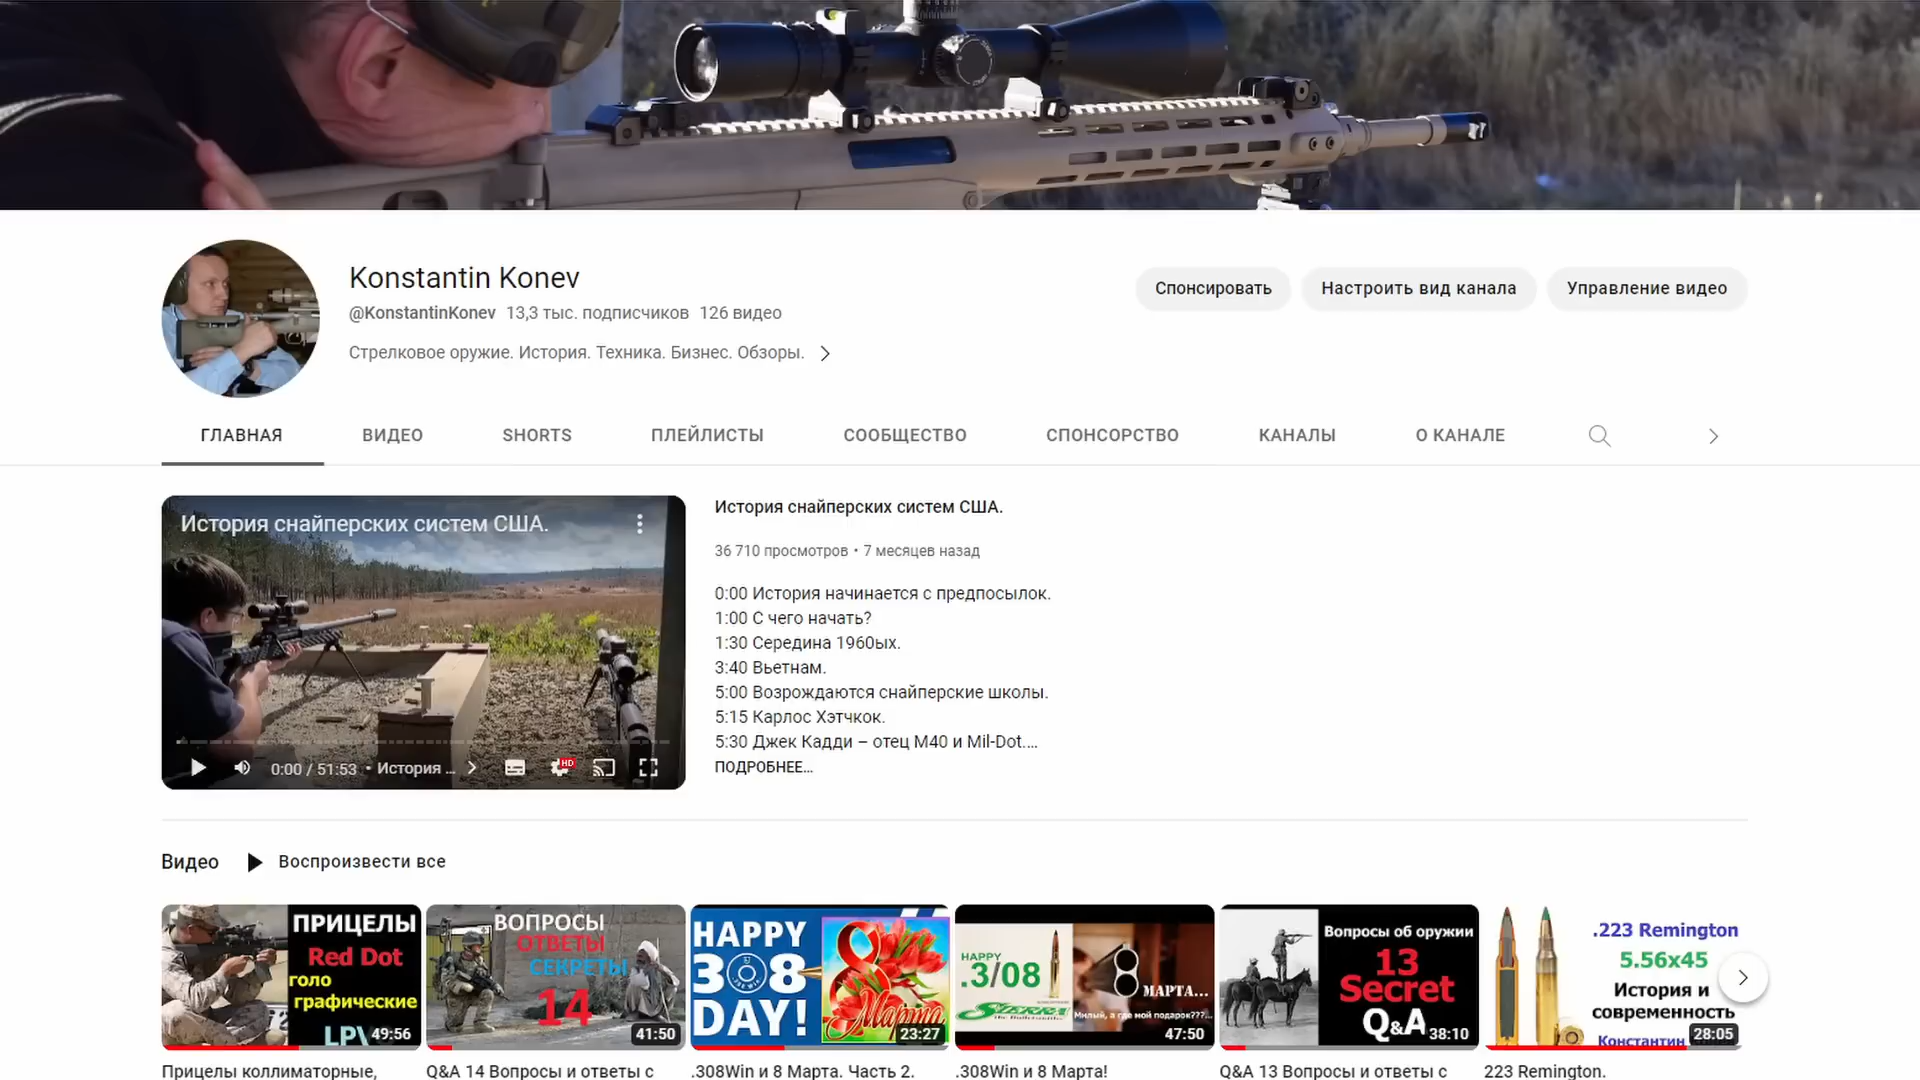 Konstantin Konev
@KonstantinKonev 13,3 тыс. подписчиков 126 видео
Стрелковое оружие. История. Техника. Бизнес. Обзоры.
Спонсировать
Настроить вид канала
Управление видео
ГЛАВНАЯ
ВИДЕО
SHORTS
ПЛЕЙЛИСТЫ
СООБЩЕСТВО
СПОНСОРСТВО
КАНАЛЫ
О КАНАЛЕ
История снайперских систем США.
0:00 / 51:53 • История ...
HD
История снайперских систем США.
36 710 просмотров • 7 месяцев назад
0:00 История начинается с предпосылок.
1:00 С чего начать?
1:30 Середина 1960ых.
3:40 Вьетнам.
5:00 Возрождаются снайперские школы.
5:15 Карлос Хэтчкок.
5:30 Джек Кадди – отец М40 и Mil-Dot....
ПОДРОБНЕЕ...
Видео
Воспроизвести все
ПРИЦЕЛЫ
Red Dot
голо
графические
LPV
49:56
ВОПРОСЫ
ОТВЕТЫ
СЕКРЕТЫ
14
41:50
HAPPY
308
DAY!
8
Марта
23:27
HAPPY
.3/08
8
МАРТА...
Милый, а где мой подарок???...
47:50
Вопросы об оружии
13
Secret
Q&A
38:10
.223 Remington
5.56x45
История и
современность
Константин
28:05
Прицелы коллиматорные,
Q&A 14 Вопросы и ответы с
.308Win и 8 Марта. Часть 2.
.308Win и 8 Марта!
Q&A 13 Вопросы и ответы с
223 Remington.